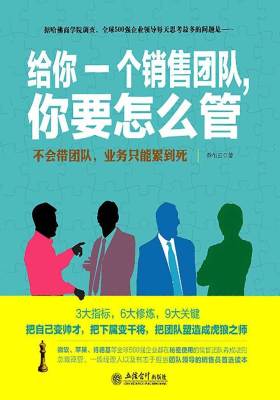 据哈佛商学院调查,全球500强企业领导每天思考最多的问题是——
给你一个销售团队,
你要怎么管
不会带团队,业务只能累到死
著
3大指标,6大修炼,9大关键
把自己变帅才,把下属变干将,把团队塑造成虎狼之师
立信会计出版社